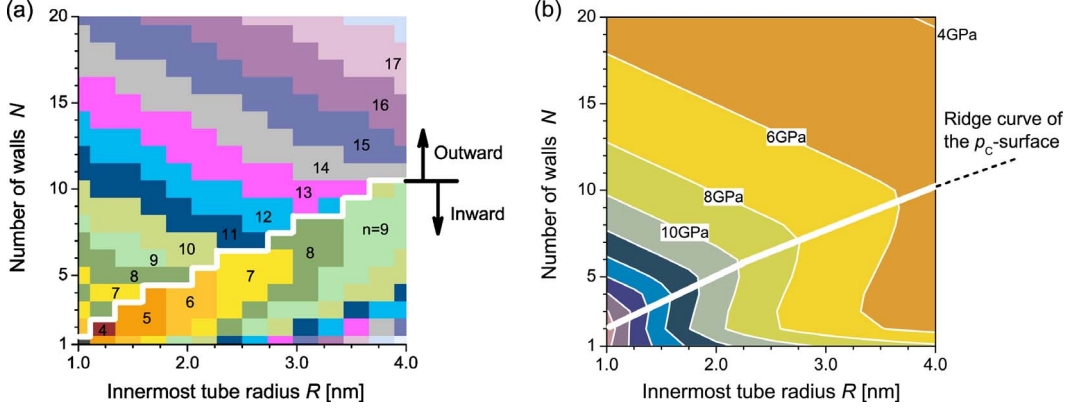 (a)
20
15
10
5
1
Number of walls N
1.0
2.0
3.0
4.0
Innermost tube radius R [nm]
17
16
15
14
13
12
11
10
9
8
7
4
5
6
7
8
n=9
Outward
Inward
(b)
20
15
10
5
1
Number of walls N
1.0
2.0
3.0
4.0
Innermost tube radius R [nm]
4GPa
6GPa
8GPa
10GPa
Ridge curve of
the pC-surface